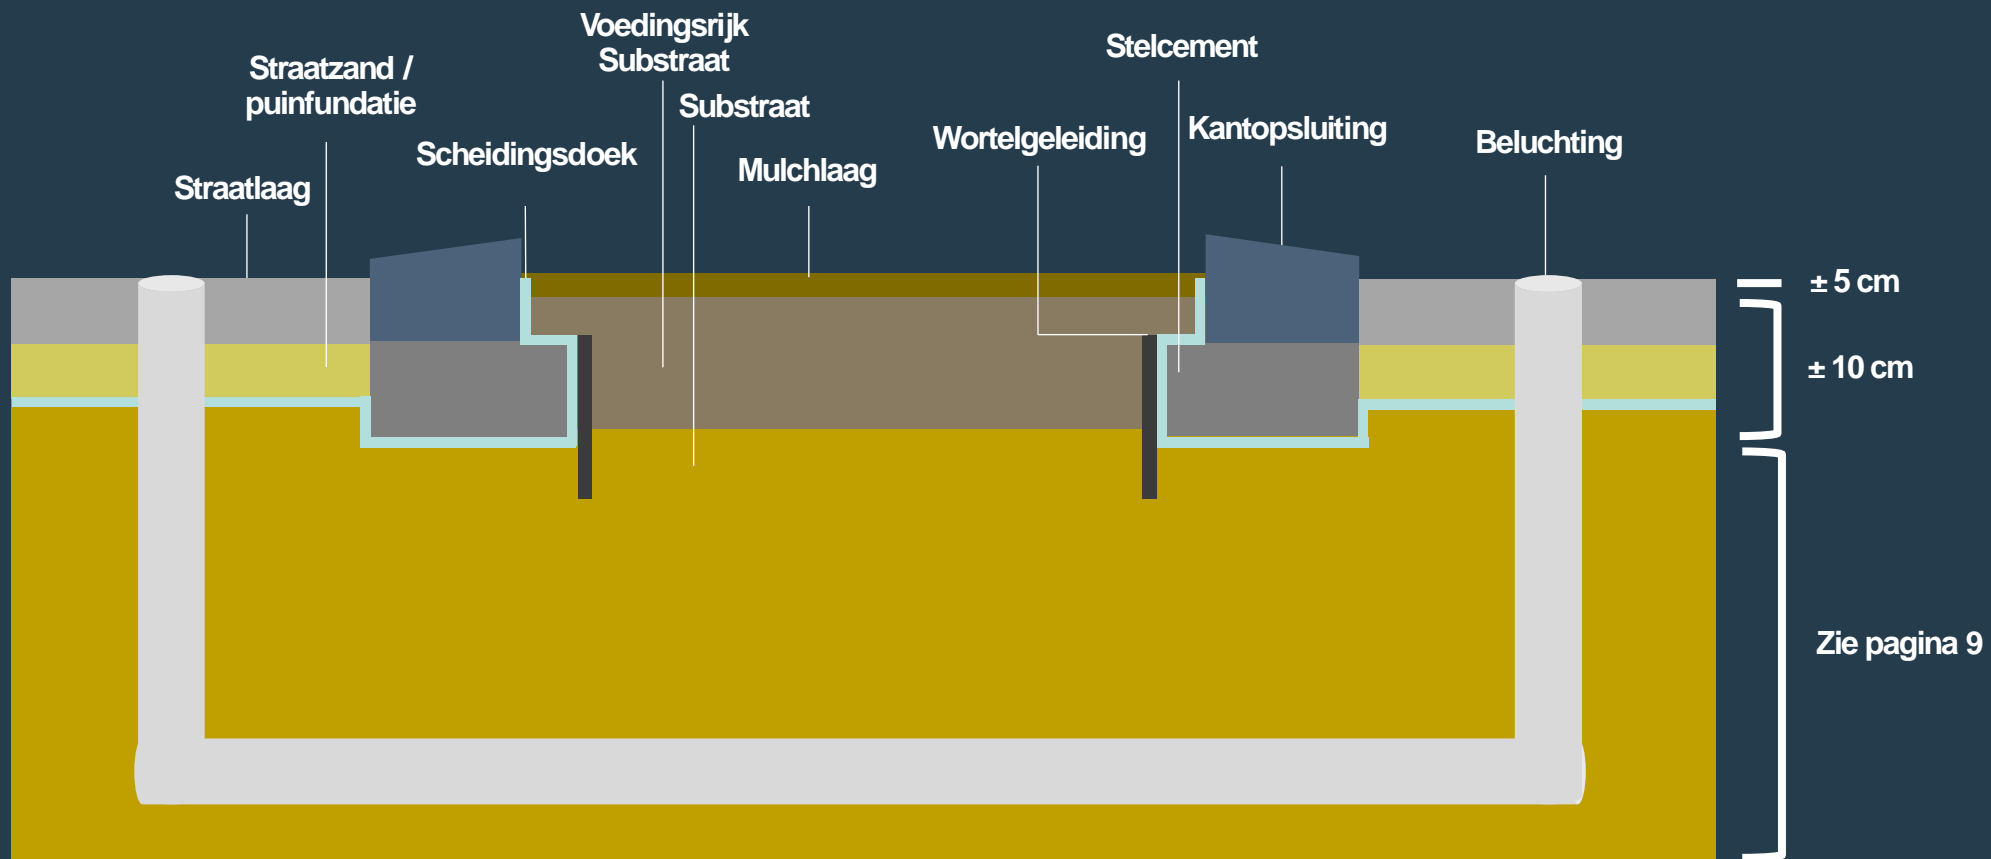 Voedingsrijk
Substraat
Stelcement
Straatzand /
puinfundatie
Substraat
Kantopsluiting
Wortelgeleiding
Beluchting
Scheidingsdoek
Mulchlaag
Straatlaag
± 5 cm
± 10 cm
Zie pagina 9